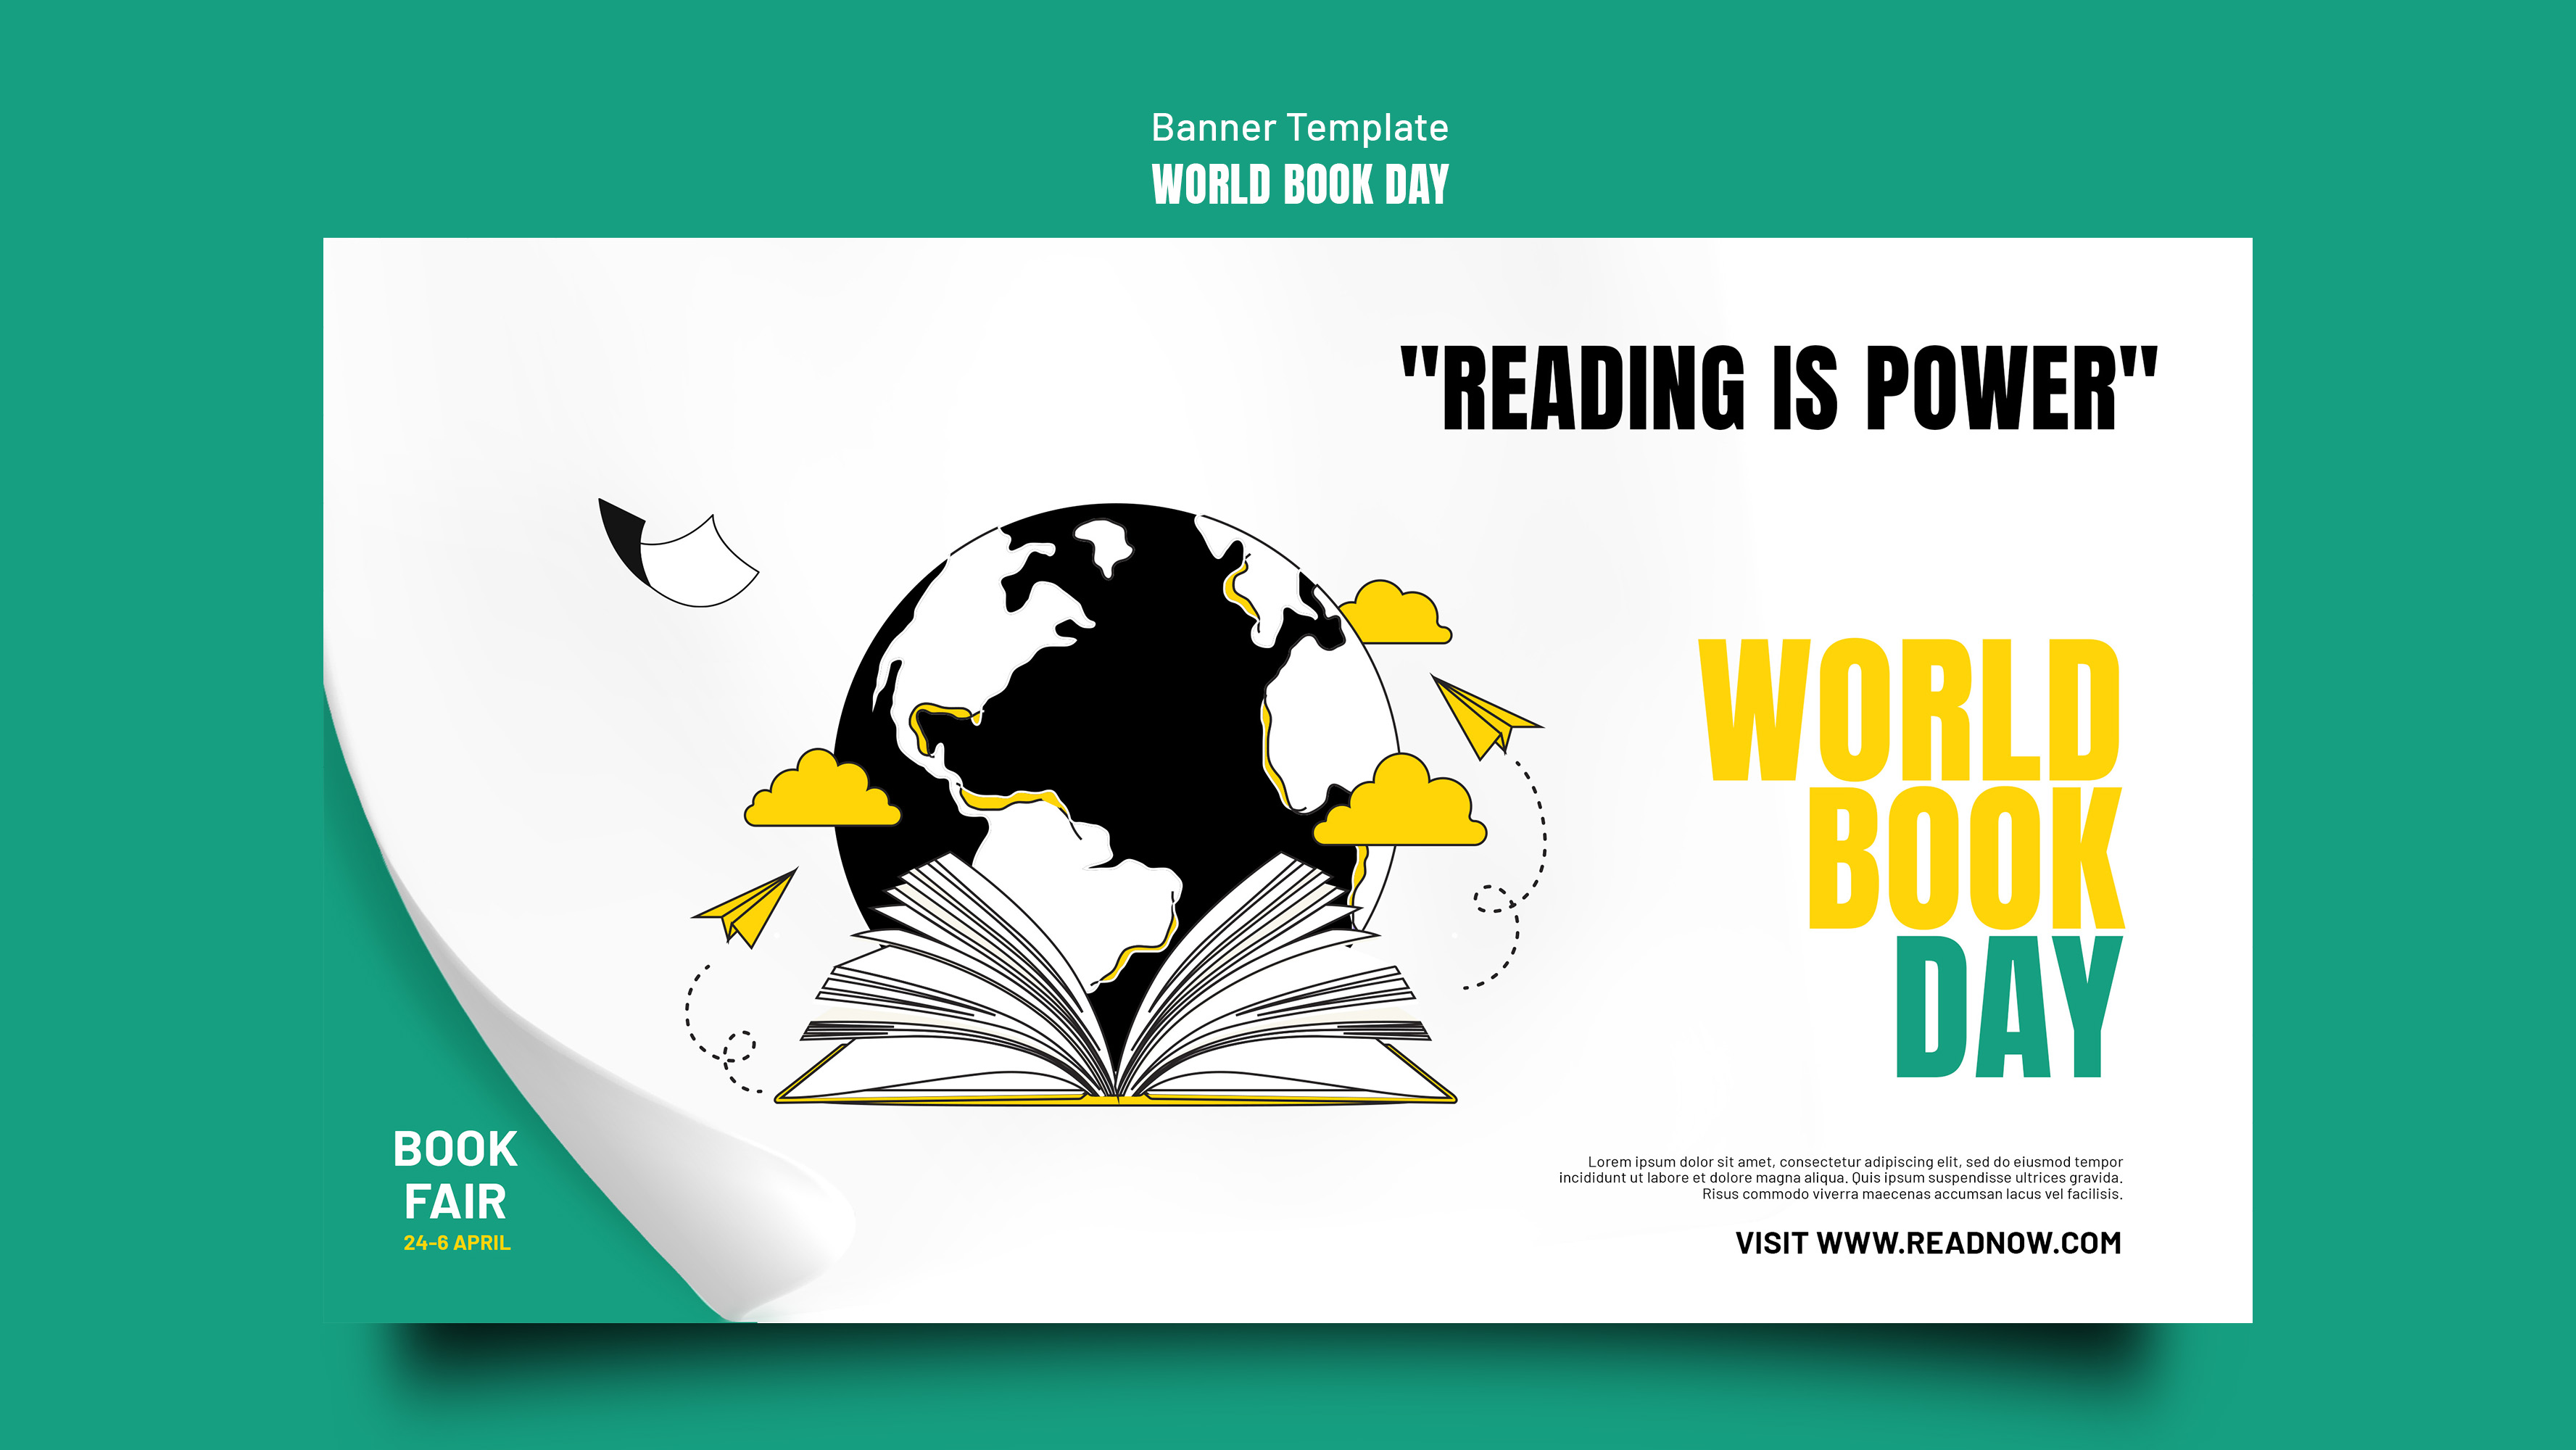 Banner Template
WORLD BOOK DAY
"READING IS POWER"
WORLD
BOOK
DAY
Lorem ipsum dolor sit amet, consectetur adipiscing elit, sed do eiusmod tempor
incididunt ut labore et dolore magna aliqua. Quis ipsum suspendisse ultrices gravida.
Risus commodo viverra maecenas accumsan lacus vel facilisis.
VISIT WWW.READNOW.COM
BOOK
FAIR
24-6 APRIL